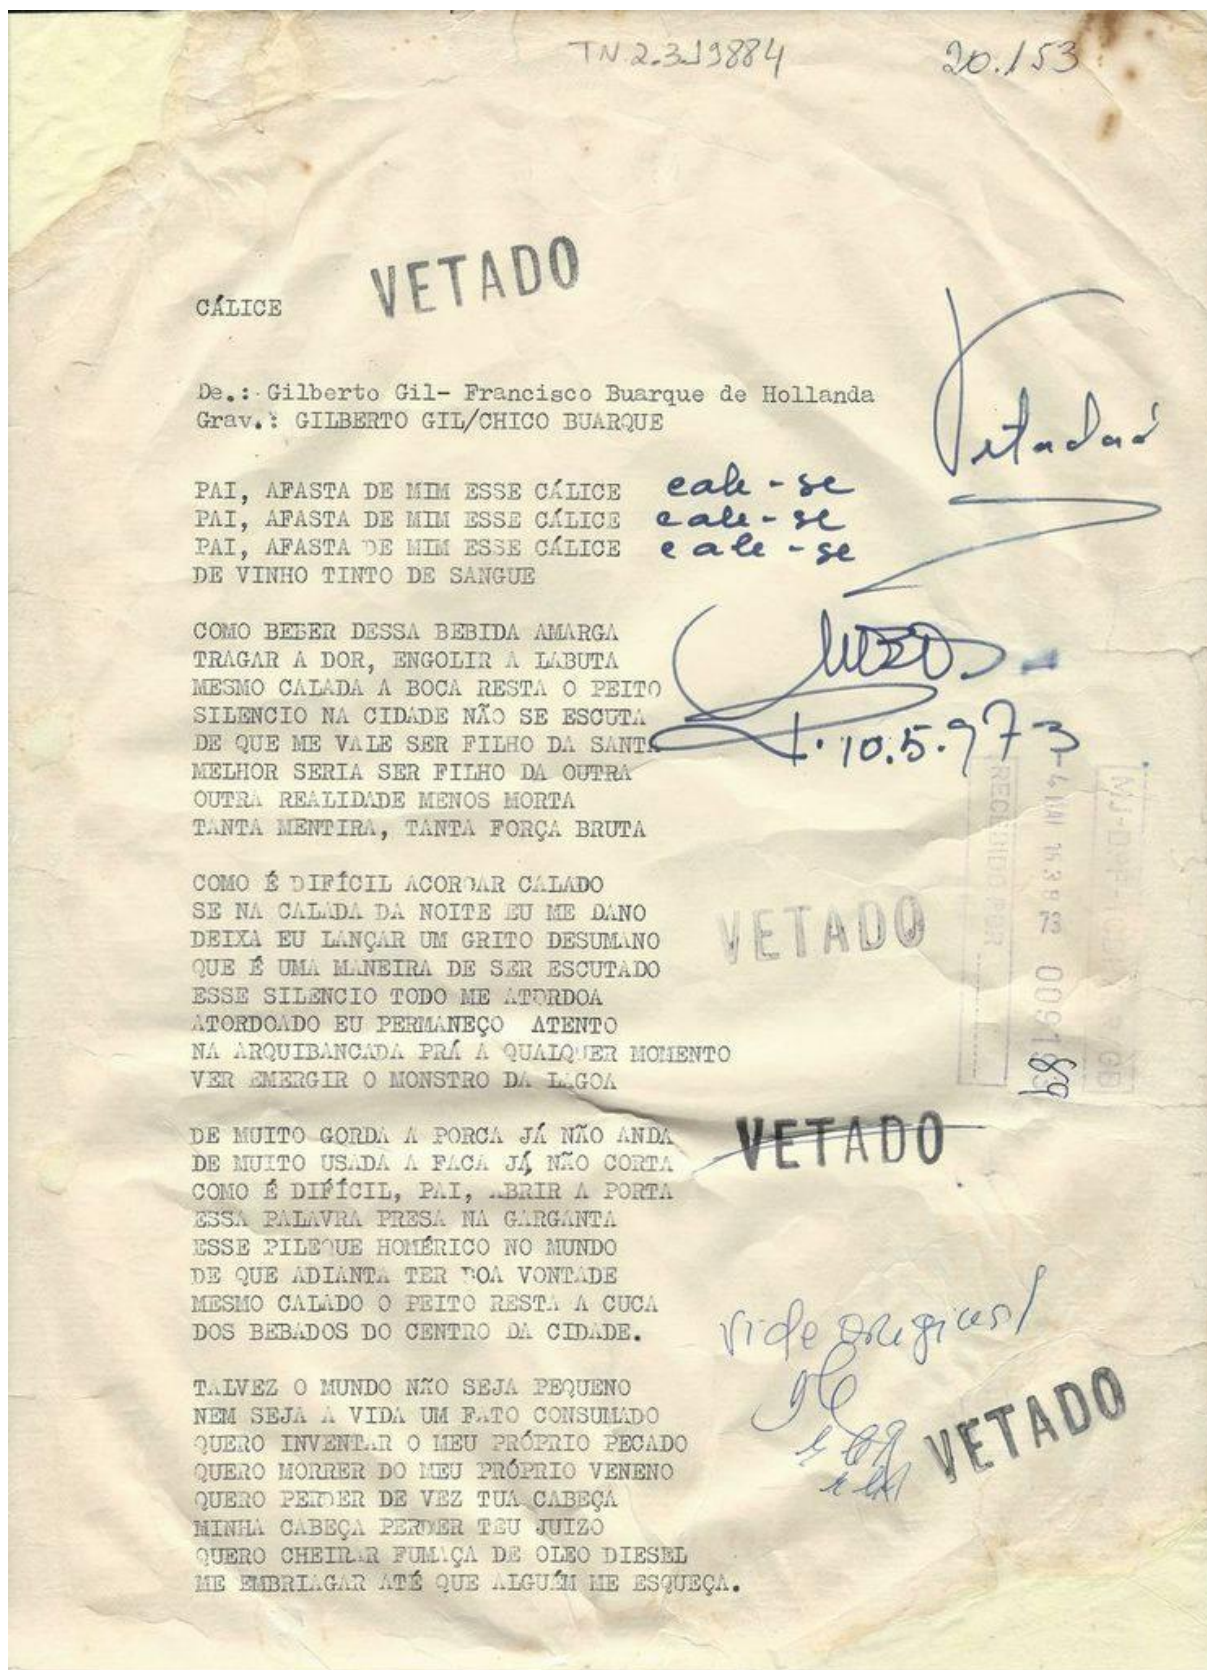 TN.2.3.19884
20.153
VETADO
CÁLICE
De.: Gilberto Gil- Francisco Buarque de Hollanda
Grav.: GILBERTO GIL/CHICO BUARQUE
PAI, AFASTA DE MIM ESSE CÁLICE cale-se
PAI, AFASTA DE MIM ESSE CÁLICE cale-se
PAI, AFASTA DE MIM ESSE CÁLICE cale-se
DE VINHO TINTO DE SANGUE
COMO BEBER DESSA BEBIDA AMARGA
TRAGAR A DOR, ENGOLIR A LABUTA
MESMO CALADA A BOCA RESTA O PEITO
SILENCIO NA CIDADE NÃO SE ESCUTA
DE QUE ME VALE SER FILHO DA SANTA
MELHOR SERIA SER FILHO DA OUTRA
OUTRA REALIDADE MENOS MORTA
TANTA MENTIRA, TANTA FORÇA BRUTA
10.5.973
COMO É DIFÍCIL ACORDAR CALADO
SE NA CALADA DA NOITE EU ME DANO
DEIXA EU LANÇAR UM GRITO DESUMANO
QUE É UMA MANEIRA DE SER ESCUTADO
ESSE SILENCIO TODO ME ATORDOA
ATORDOADO EU PERMANEÇO ATENTO
NA ARQUIBANCADA PRÁ A QUALQUER MOMENTO
VER EMERGIR O MONSTRO DA LAGOA
VETADO
73
89
DE MUITO GORDA A PORCA JÁ NÃO ANDA
DE MUITO USADA A FACA JÁ NÃO CORTA
COMO É DIFÍCIL, PAI, ABRIR A PORTA
ESSA PALAVRA PRESA NA GARGANTA
ESSE PILEQUE HOMÉRICO NO MUNDO
DE QUE ADIANTA TER BOA VONTADE
MESMO CALADO O PEITO RESTA A CUCA
DOS BEBADOS DO CENTRO DA CIDADE.
VETADO
vide original
TALVEZ O MUNDO NÃO SEJA PEQUENO
NEM SEJA A VIDA UM FATO CONSUMADO
QUERO INVENTAR O MEU PRÓPRIO PECADO
QUERO MORRER DO MEU PRÓPRIO VENENO
QUERO PERDER DE VEZ TUA CABEÇA
MINHA CABEÇA PERDER TEU JUIZO
QUERO CHEIRAR FUMAÇA DE OLEO DIESEL
ME EMBRIAGAR ATÉ QUE ALGUÉM ME ESQUEÇA.
VETADO